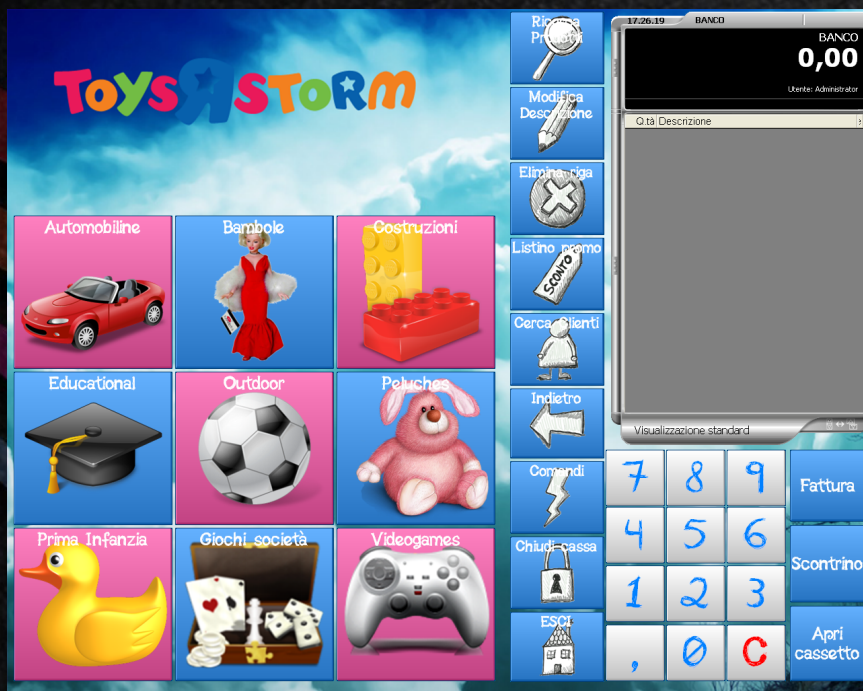 TOYS R STORM
Automobiline
Bambole
Costruzioni
Educational
Outdoor
Peluches
Prima Infanzia
Giochi società
Videogames
Ricerca
Prodotti
Modifica
Descrizione
Elimina riga
Listino promo
SCONTO
Cerca Clienti
Indietro
Comandi
Chiudi cassa
ESCI
17.26.19 BANCO
BANCO
0,00
Utente: Administrator
Q.tà Descrizione
Visualizzazione standard
7 8 9
4 5 6
1 2 3
, 0 C
Fattura
Scontrino
Apri
cassetto